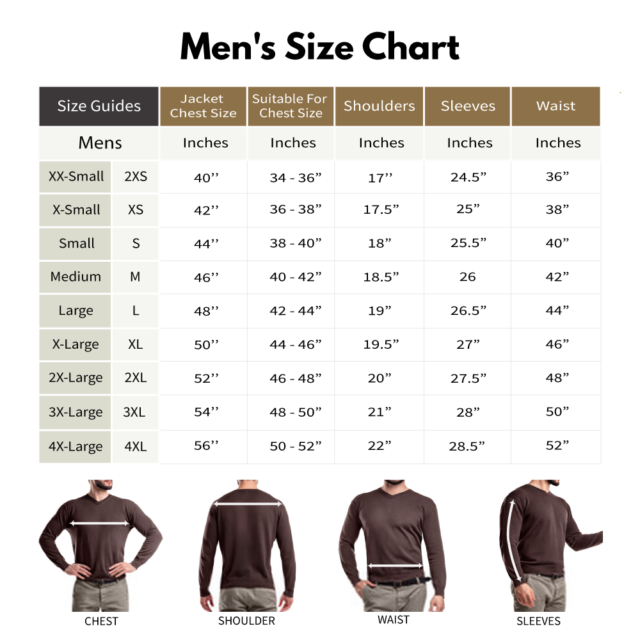 Men's Size Chart
Size Guides Jacket Chest Size Suitable For Chest Size Shoulders Sleeves Waist
Mens Inches Inches Inches Inches Inches
XX-Small 2XS 40’’ 34 - 36” 17’’ 24.5” 36”
X-Small XS 42’’ 36 - 38” 17.5” 25” 38”
Small S 44’’ 38 - 40” 18” 25.5” 40”
Medium M 46’’ 40 - 42” 18.5” 26 42”
Large L 48’’ 42 - 44” 19” 26.5” 44”
X-Large XL 50’’ 44 - 46” 19.5” 27” 46”
2X-Large 2XL 52’’ 46 - 48” 20” 27.5” 48”
3X-Large 3XL 54’’ 48 - 50” 21” 28” 50”
4X-Large 4XL 56’’ 50 - 52” 22” 28.5” 52”
CHEST SHOULDER WAIST SLEEVES